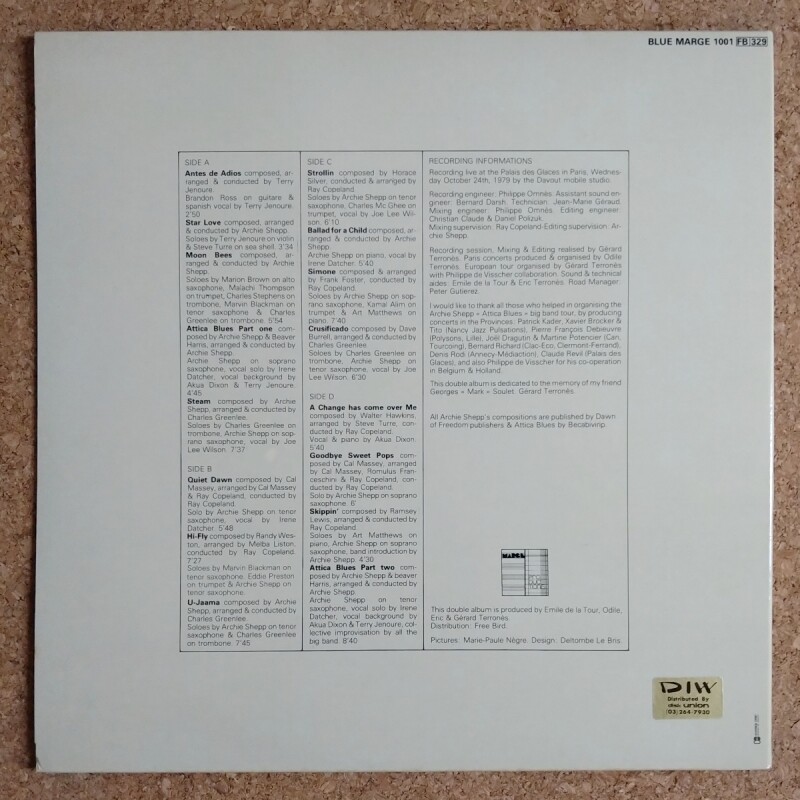 BLUE MARGE 1001 FB 329
SIDE A
Antes de Adios composed, ar-
ranged & conducted by Terry
Jenoure.
Brandon Ross on guitare &
spanish vocal by Terry Jenoure.
2'50
Star Love composed, arranged
& conducted by Archie Shepp.
Soloes by Terry Jenoure on violin
& Steve Turre on sea shell. 3'34
Moon Bees composed, ar-
ranged & conducted by Archie
Shepp.
Soloes by Marion Brown on alto
saxophone, Malachi Thompson
on trumpet, Charles Stephens on
trombone, Marvin Blackman on
tenor saxophone & Charles
Greenlee on trombone. 5'54
Attica Blues Part one com-
posed by Archie Shepp & Beaver
Harris, arranged & conducted by
Archie Shepp.
Archie Shepp on soprano
saxophone, vocal solo by Irene
Datcher, vocal background by
Akua Dixon & Terry Jenoure.
4'45
Steam composed by Archie
Shepp, arranged & conducted by
Charles Greenlee.
Soloes by Charles Greenlee on
trombone, Archie Shepp on sop-
rano saxophone, vocal by Joe
Lee Wilson. 7'37
SIDE B
Quiet Dawn composed by Cal
Massey, arranged by Cal Massey
& Ray Copeland, conducted by
Ray Copeland.
Solo by Archie Shepp on tenor
saxophone, vocal by Irene
Datcher. 5'48
Hi-Fly composed by Randy Wes-
ton, arranged by Melba Liston,
conducted by Ray Copeland.
7'27
Soloes by Marvin Blackman on
tenor saxophone, Eddie Preston
on trumpet & Archie Shepp on
tenor saxophone.
U-Jaama composed by Archie
Shepp, arranged & conducted by
Charles Greenlee.
Soloes by Archie Shepp on tenor
saxophone & Charles Greenlee
on trombone. 7'45
SIDE C
Strollin composed by Horace
Silver, conducted & arranged by
Ray Copeland.
Soloes by Archie Shepp on tenor
saxophone, Charles Mc Ghee on
trumpet, vocal by Joe Lee Wil-
son. 6'10
Ballad for a Child composed, ar-
ranged & conducted by Archie
Shepp.
Archie Shepp on piano, vocal by
Irene Datcher. 5'40
Simone composed & arranged
by Frank Foster, conducted by
Ray Copeland.
Soloes by Archie Shepp on sop-
rano saxophone, Kamal Alim on
trumpet & Art Matthews on
piano. 7'40
Crusificado composed by Dave
Burrell, arranged & conducted by
Charles Greenlee.
Soloes by Charles Greenlee on
trombone, Archie Shepp on
tenor saxophone, vocal by Joe
Lee Wilson. 6'30
SIDE D
A Change has come over Me
composed by Walter Hawkins,
arranged by Steve Turre, con-
ducted by Ray Copeland.
Vocal & piano by Akua Dixon.
5'40
Goodbye Sweet Pops com-
posed by Cal Massey, arranged
by Cal Massey, Romulus Fran-
ceschini & Ray Copeland, con-
ducted by Ray Copeland.
Solo by Archie Shepp on soprano
saxophone. 6'
Skippin' composed by Ramsey
Lewis, arranged & conducted by
Ray Copeland.
Soloes by Art Matthews on
piano, Archie Shepp on soprano
saxophone, band introduction by
Archie Shepp. 4'30
Attica Blues Part two com-
posed by Archie Shepp & beaver
Harris, arranged & conducted by
Archie Shepp.
Archie Shepp on tenor
saxophone, vocal solo by Irene
Datcher, vocal background by
Akua Dixon & Terry Jenoure, col-
lective improvisation by all the
big band. 8'40
RECORDING INFORMATIONS
Recording live at the Palais des Glaces in Paris, Wednes-
day October 24th, 1979 by the Davout mobile studio.
Recording engineer: Philippe Omnès. Assistant sound en-
gineer: Bernard Darsh. Technician: Jean-Marie Géraud.
Mixing engineer: Philippe Omnès. Editing engineer:
Christian Claude & Daniel Polizuk.
Mixing supervision: Ray Copeland-Editing supervision: Ar-
chie Shepp.
Recording session, Mixing & Editing realised by Gérard
Terronès. Paris concerts produced & organised by Odile
Terronès. European tour organised by Gérard Terronès
with Philippe de Visscher collaboration. Sound & technical
aides: Emile de la Tour & Eric Terronès. Road Manager:
Peter Gutierez.
I would like to thank all those who helped in organising the
Archie Shepp « Attica Blues » big band tour, by producing
concerts in the Provinces: Patrick Kader, Xavier Brocker &
Tito (Nancy Jazz Pulsations), Pierre François Debieuvre
(Polysons, Lille), Joël Dragutin & Martine Potencier (Can,
Tourcoing), Bernard Richard (Clac-Eco, Clermont-Ferrand),
Denis Rodi (Annecy-Médiaction), Claude Revil (Palais des
Glaces), and also Philippe de Visscher for his co-operation
in Belgium & Holland.
This double album is dedicated to the memory of my friend
Georges « Mark » Soulet. Gérard Terronès.
All Archie Shepp's compositions are published by Dawn
of Freedom publishers & Attica Blues by Becabivinp.
MARGE
This double album is produced by Emile de la Tour, Odile,
Eric & Gérard Terronès.
Distribution: Free Bird.
Pictures: Marie-Paule Nègre. Design: Deltombe Le Bris.
DIW
Distributed By
disk union
(03) 264-7930